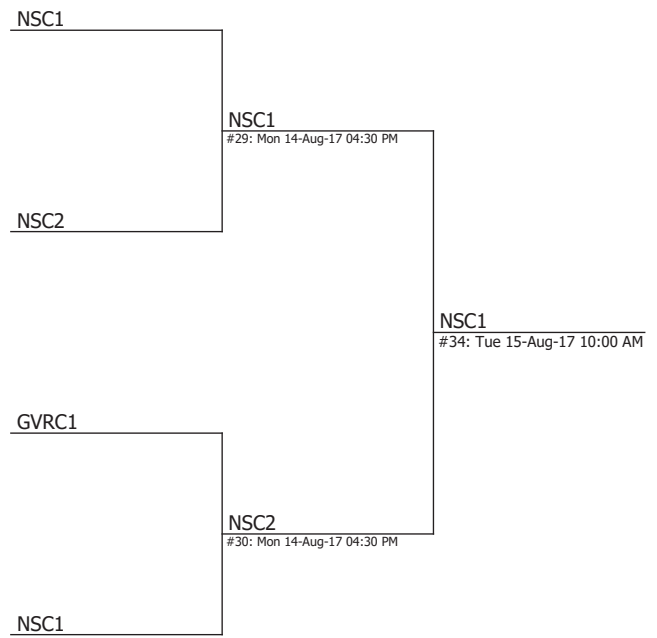 NSC1
NSC1
#29: Mon 14-Aug-17 04:30 PM
NSC2
NSC1
#34: Tue 15-Aug-17 10:00 AM
GVRC1
NSC2
#30: Mon 14-Aug-17 04:30 PM
NSC1